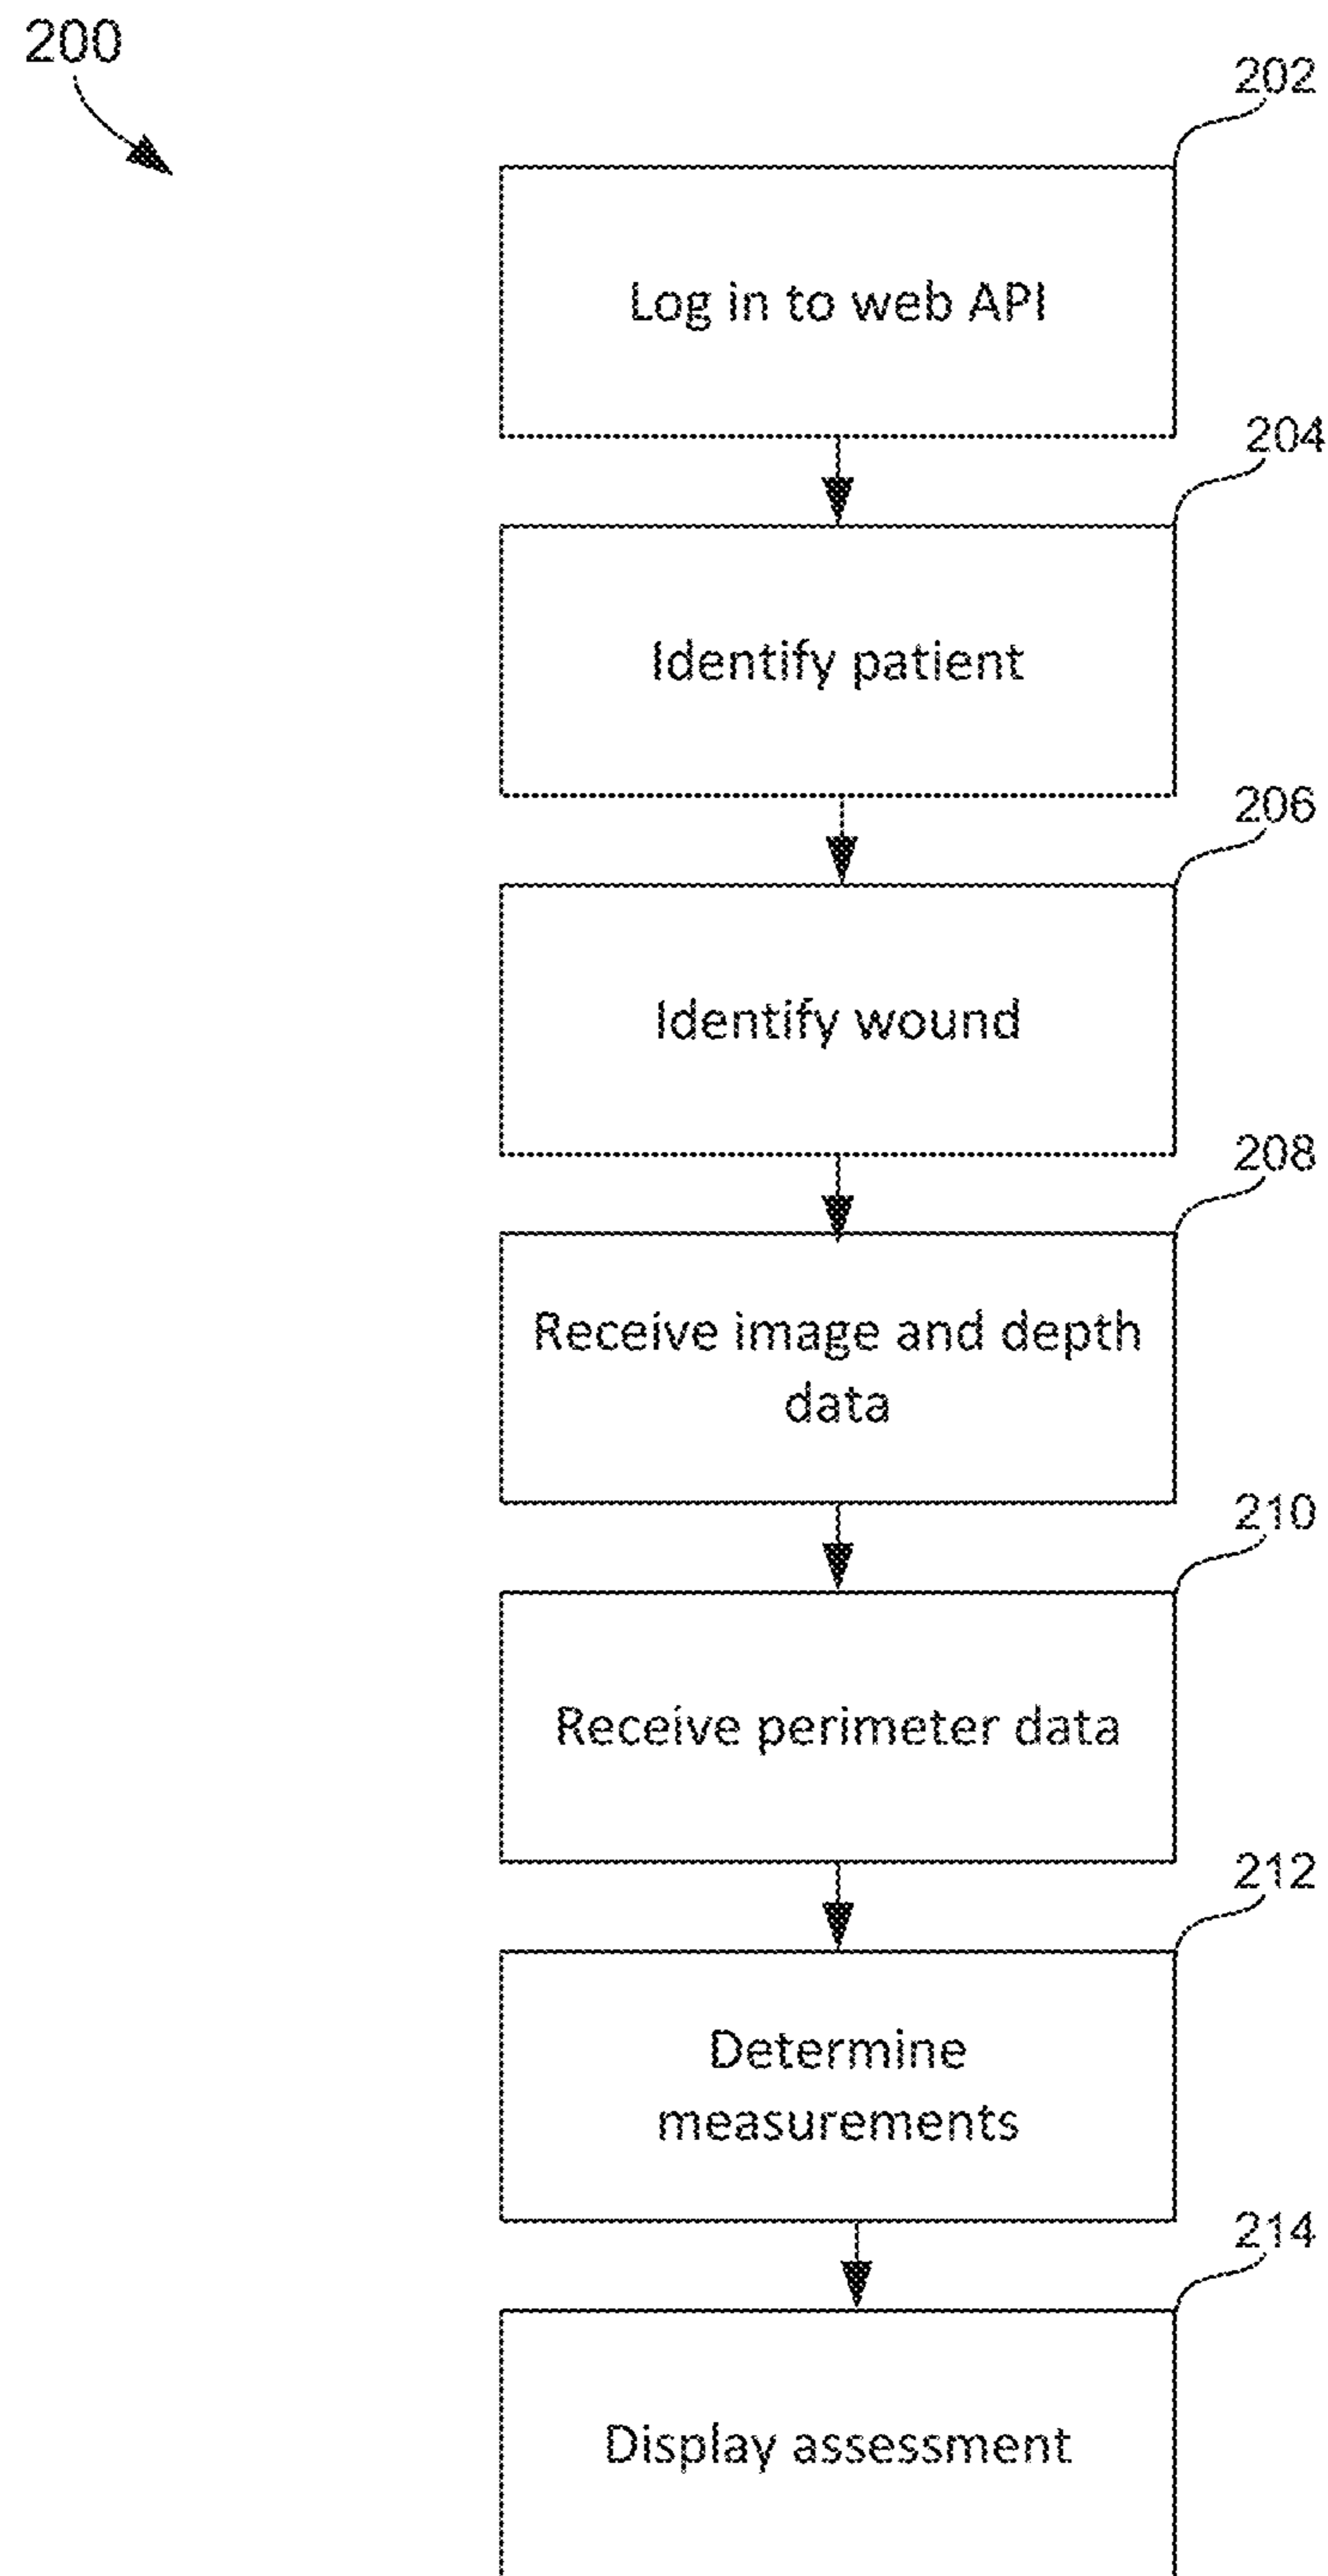 200
202
Log in to web API
204
Identify patient
206
Identify wound
208
Receive image and depth
data
210
Receive perimeter data
212
Determine
measurements
214
Display assessment